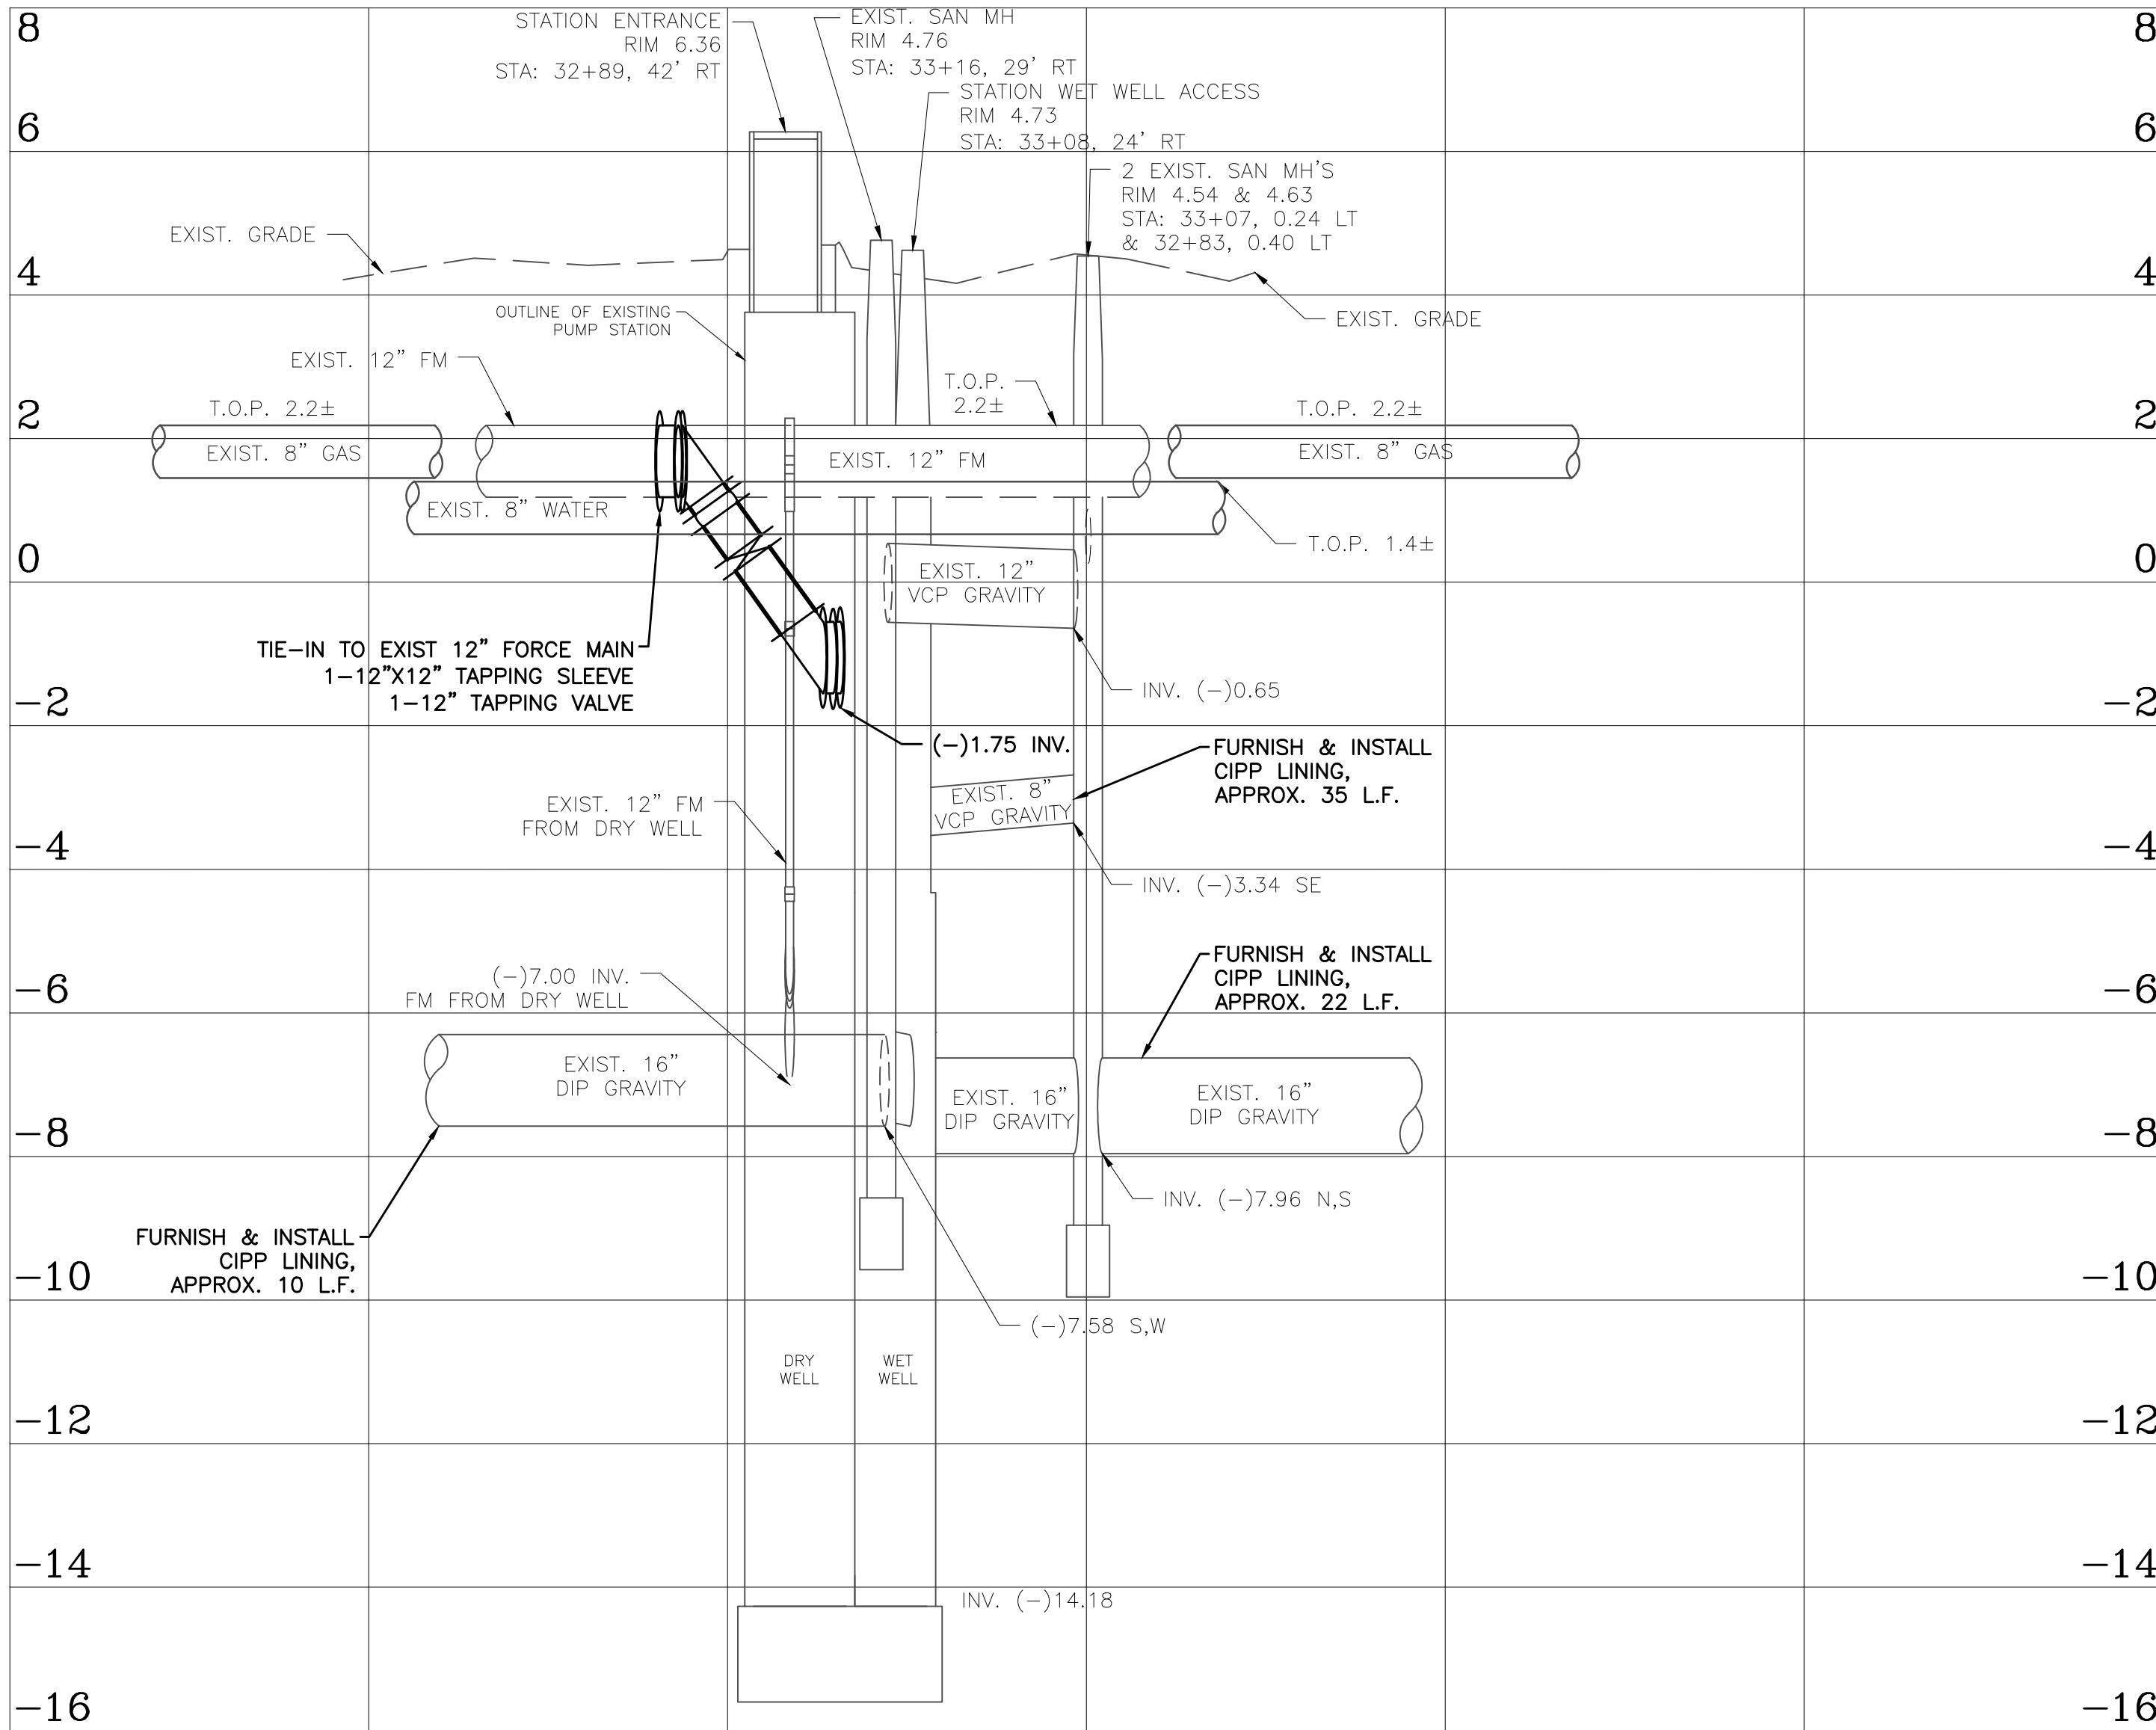 8
8
STATION ENTRANCE
RIM 6.36
STA: 32+89, 42' RT
EXIST. SAN MH
RIM 4.76
STA: 33+16, 29' RT
STATION WET WELL ACCESS
RIM 4.73
STA: 33+08, 24' RT
6
6
2 EXIST. SAN MH'S
RIM 4.54 & 4.63
STA: 33+07, 0.24 LT
& 32+83, 0.40 LT
EXIST. GRADE
4
4
OUTLINE OF EXISTING
PUMP STATION
EXIST. GRADE
EXIST. 12" FM
T.O.P.
2.2±
T.O.P. 2.2±
T.O.P. 2.2±
2
2
EXIST. 8" GAS
EXIST. 12" FM
EXIST. 8" GAS
EXIST. 8" WATER
T.O.P. 1.4±
0
0
EXIST. 12"
VCP GRAVITY
TIE-IN TO EXIST 12" FORCE MAIN
1-12"X12" TAPPING SLEEVE
1-12" TAPPING VALVE
INV. (-)0.65
-2
-2
(-)1.75 INV.
FURNISH & INSTALL
CIPP LINING,
APPROX. 35 L.F.
EXIST. 8"
VCP GRAVITY
EXIST. 12" FM
FROM DRY WELL
-4
-4
INV. (-)3.34 SE
FURNISH & INSTALL
CIPP LINING,
APPROX. 22 L.F.
(-)7.00 INV.
FM FROM DRY WELL
-6
-6
EXIST. 16"
DIP GRAVITY
EXIST. 16"
DIP GRAVITY
EXIST. 16"
DIP GRAVITY
-8
-8
INV. (-)7.96 N,S
FURNISH & INSTALL
CIPP LINING,
APPROX. 10 L.F.
-10
-10
(-)7.58 S,W
DRY
WELL
WET
WELL
-12
-12
-14
-14
INV. (-)14.18
-16
-16